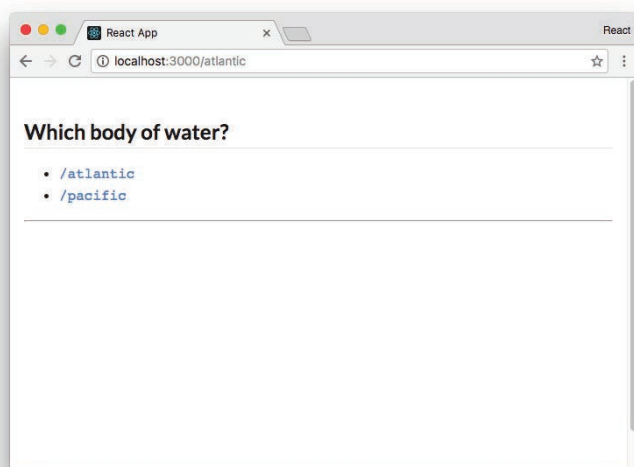 React App
React
localhost:3000/atlantic
Which body of water?
/atlantic
/pacific